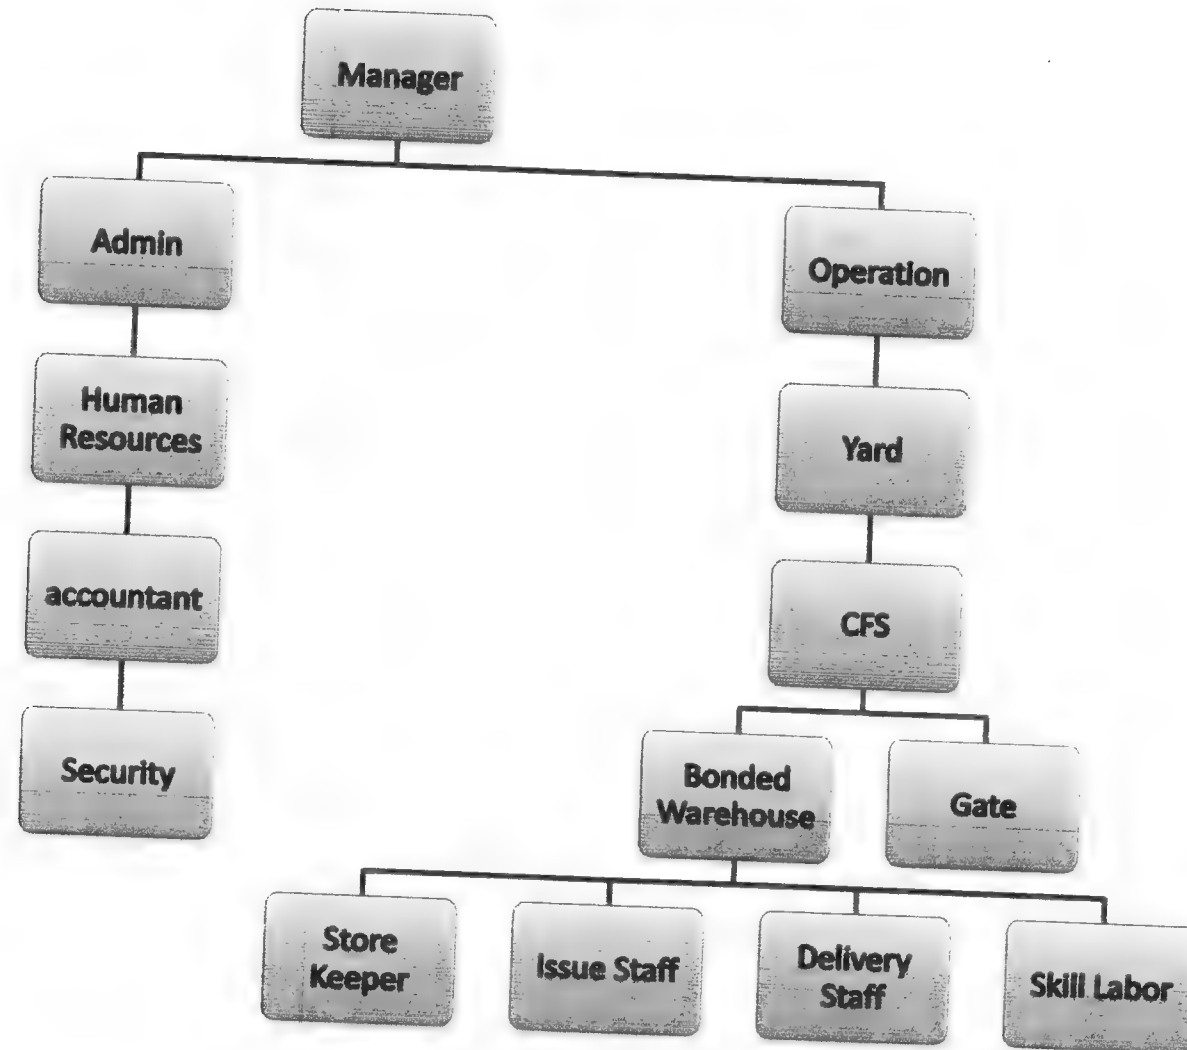 Manager
Admin
Operation
Human
Resources
Yard
accountant
CFS
Security
Bonded
Warehouse
Gate
Store
Keeper
Issue Staff
Delivery
Staff
Skill Labor